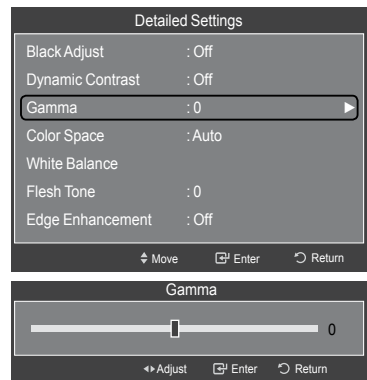 Detailed Settings
Black Adjust : Off
Dynamic Contrast : Off
Gamma : 0
Color Space : Auto
White Balance
Flesh Tone : 0
Edge Enhancement : Off
Move Enter Return
Gamma
0
Adjust Enter Return